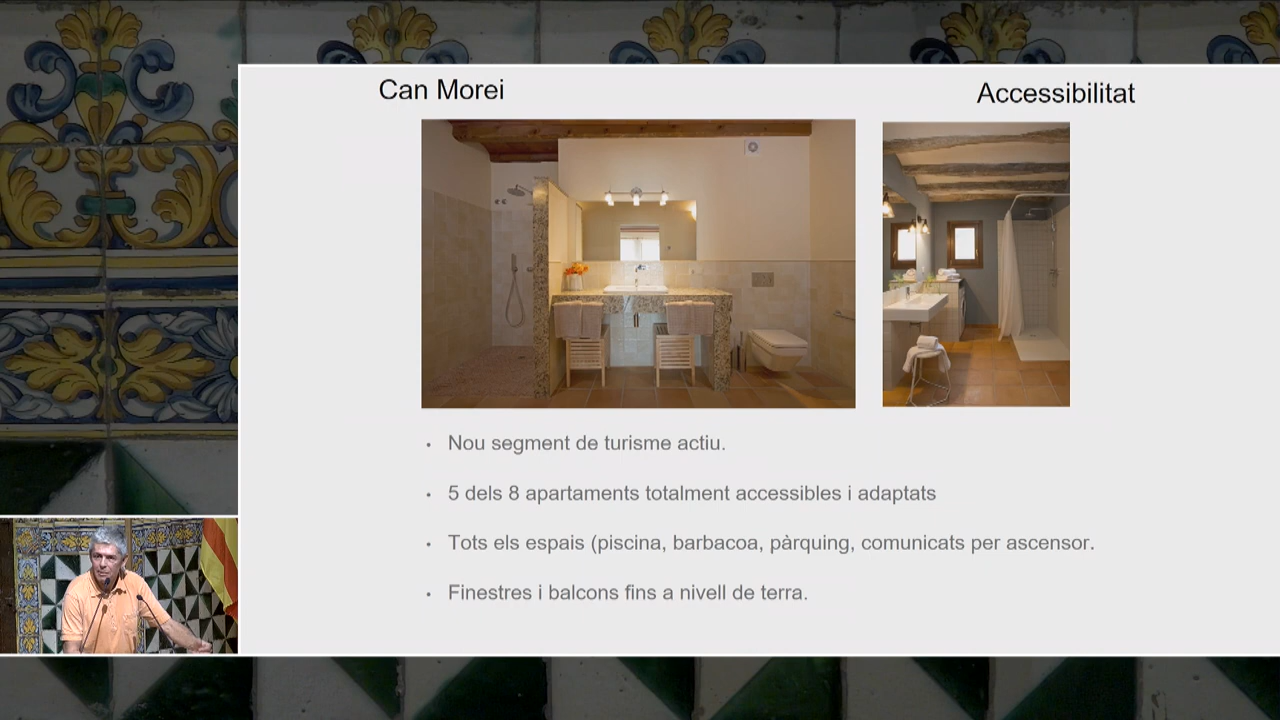 Can Morei
Accessibilitat
• Nou segment de turisme actiu.
• 5 dels 8 apartaments totalment accessibles i adaptats
• Tots els espais (piscina, barbacoa, pàrquing, comunicats per ascensor.
• Finestres i balcons fins a nivell de terra.